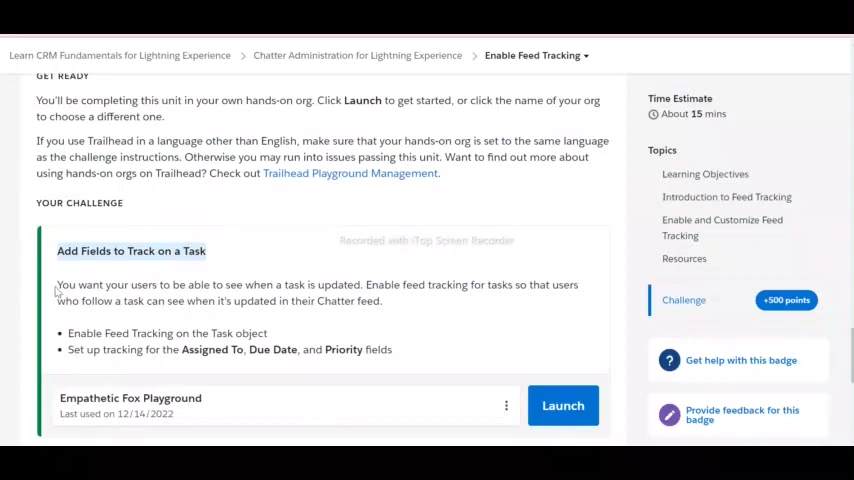 Learn CRM Fundamentals for Lightning Experience > Chatter Administration for Lightning Experience > Enable Feed Tracking
GET READY
You'll be completing this unit in your own hands-on org. Click Launch to get started, or click the name of your org
to choose a different one.
If you use Trailhead in a language other than English, make sure that your hands-on org is set to the same language
as the challenge instructions. Otherwise you may run into issues passing this unit. Want to find out more about
using hands-on orgs on Trailhead? Check out Trailhead Playground Management.
YOUR CHALLENGE
Recorded with iTop Screen Recorder
Add Fields to Track on a Task
You want your users to be able to see when a task is updated. Enable feed tracking for tasks so that users
who follow a task can see when it's updated in their Chatter feed.
• Enable Feed Tracking on the Task object
• Set up tracking for the Assigned To, Due Date, and Priority fields
Empathetic Fox Playground
Last used on 12/14/2022
Launch
Time Estimate
About 15 mins
Topics
Learning Objectives
Introduction to Feed Tracking
Enable and Customize Feed
Tracking
Resources
Challenge
+500 points
? Get help with this badge
Provide feedback for this
badge